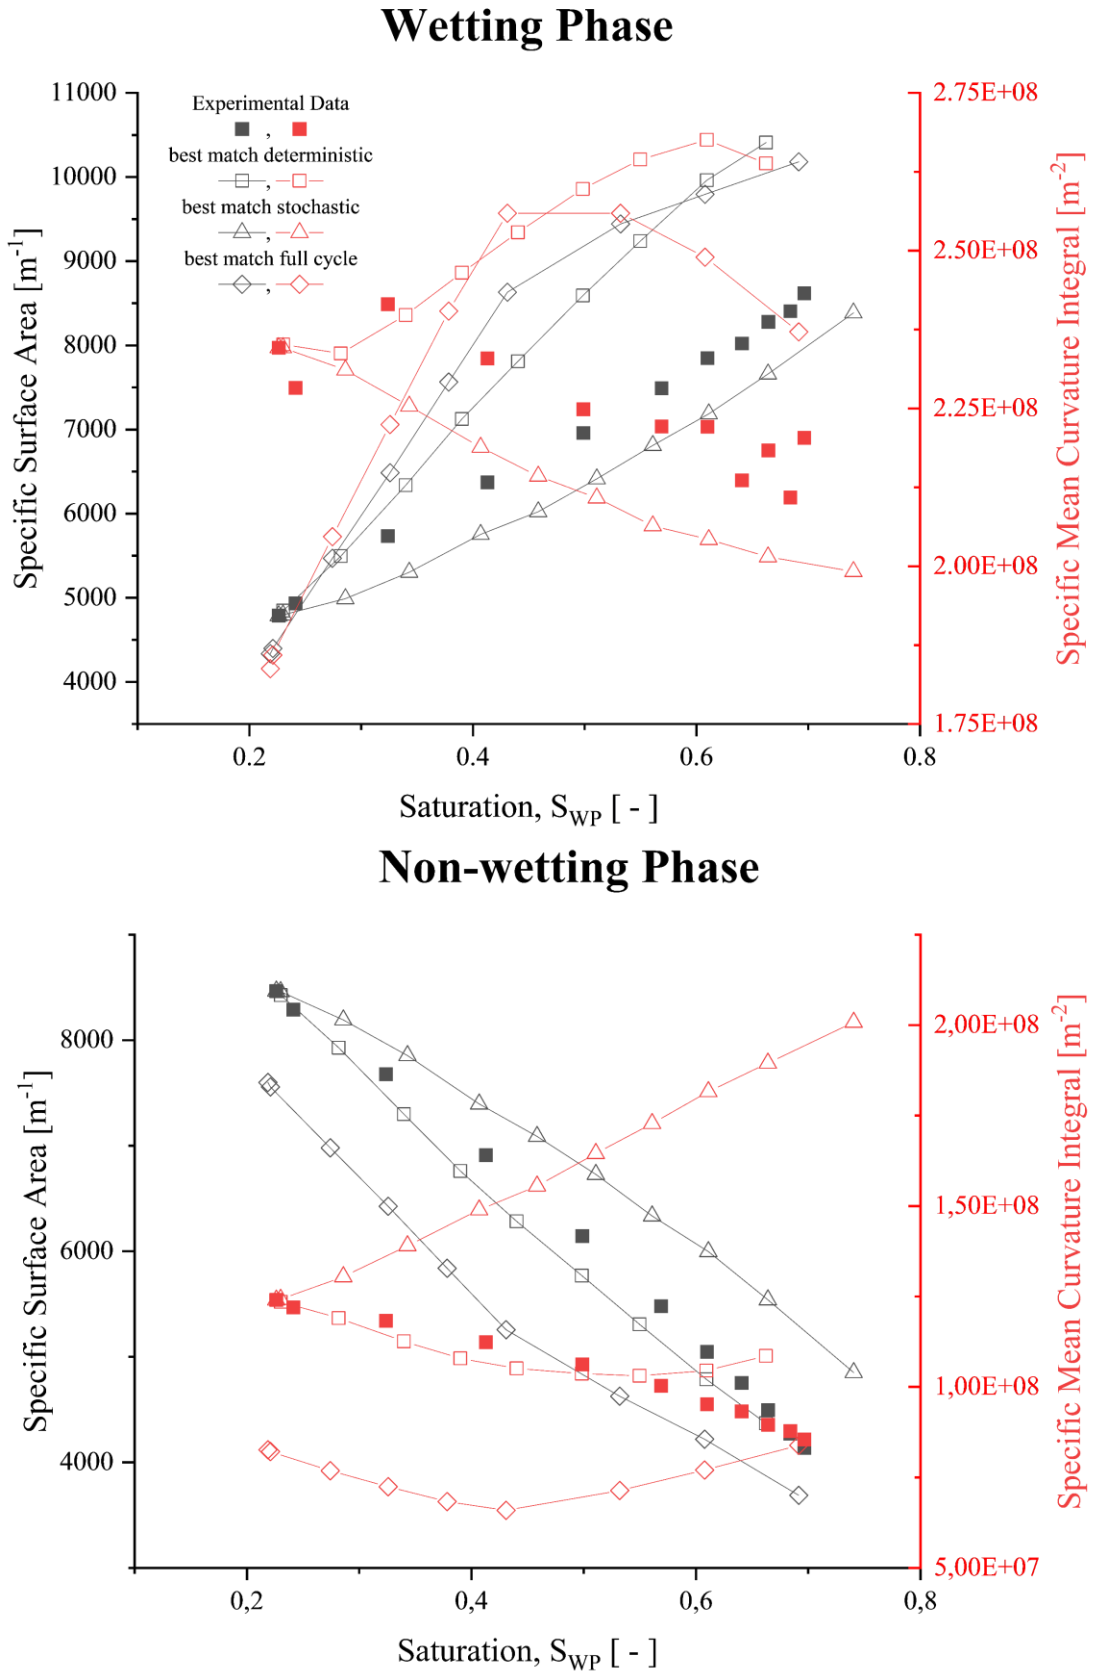 Wetting Phase
Experimental Data
,
best match deterministic
,
best match stochastic
,
best match full cycle
,
11000
10000
9000
8000
7000
6000
5000
4000
Specific Surface Area [m-1]
2.75E+08
2.50E+08
2.25E+08
2.00E+08
1.75E+08
Specific Mean Curvature Integral [m-2]
0.2 0.4 0.6 0.8
Saturation, SWP [ - ]
Non-wetting Phase
8000
6000
4000
Specific Surface Area [m-1]
2,00E+08
1,50E+08
1,00E+08
5,00E+07
Specific Mean Curvature Integral [m-2]
0,2 0,4 0,6 0,8
Saturation, SWP [ - ]